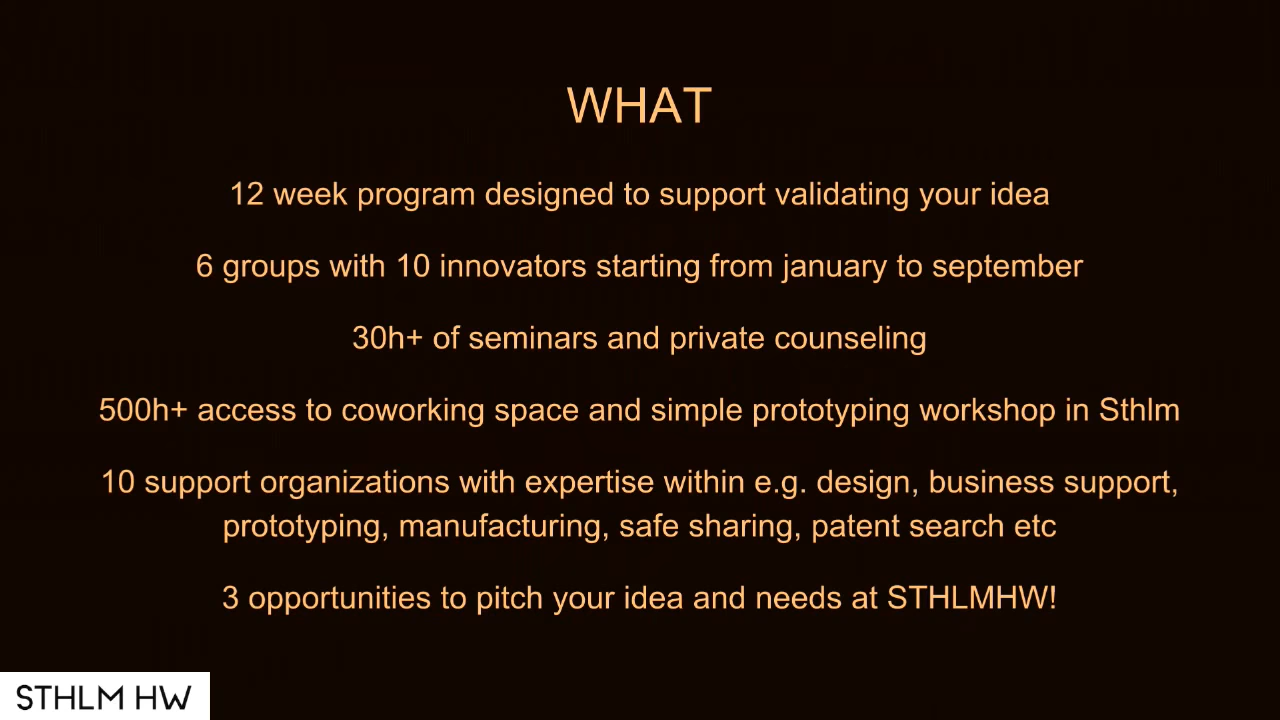 WHAT
12 week program designed to support validating your idea
6 groups with 10 innovators starting from january to september
30h+ of seminars and private counseling
500h+ access to coworking space and simple prototyping workshop in Sthlm
10 support organizations with expertise within e.g. design, business support,
prototyping, manufacturing, safe sharing, patent search etc
3 opportunities to pitch your idea and needs at STHLMHW!
STHLM HW